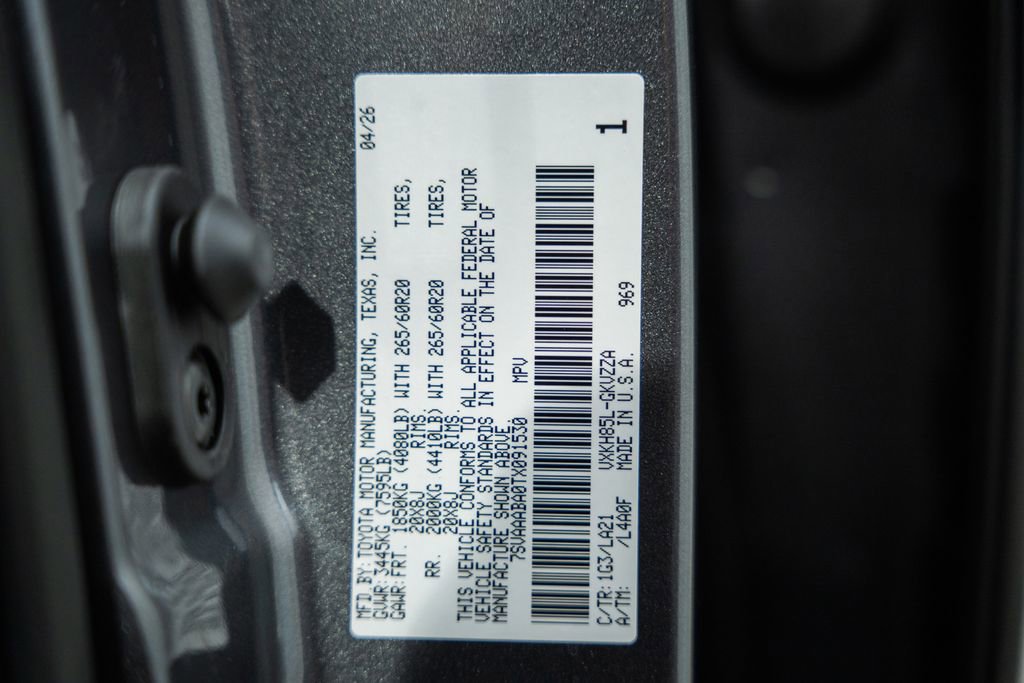 MFD.BY:TOYOTA MOTOR MANUFACTURING, TEXAS, INC. 04/26
GVWR:3445KG (7595LB)
GAWR:FRT. 1850KG (4080LB) WITH 265/60R20 TIRES,
20X8J RIMS.
RR. 2000KG (4410LB) WITH 265/60R20 TIRES,
20X8J RIMS.
THIS VEHICLE CONFORMS TO ALL APPLICABLE FEDERAL MOTOR
VEHICLE SAFETY STANDARDS IN EFFECT ON THE DATE OF
MANUFACTURE SHOWN ABOVE.
7SVAAABA0TX091530 MPV
C/TR: 1G3/LA21 VXKH85L-GKVZZA 1
A/TM: /L4A0F MADE IN U.S.A. 969